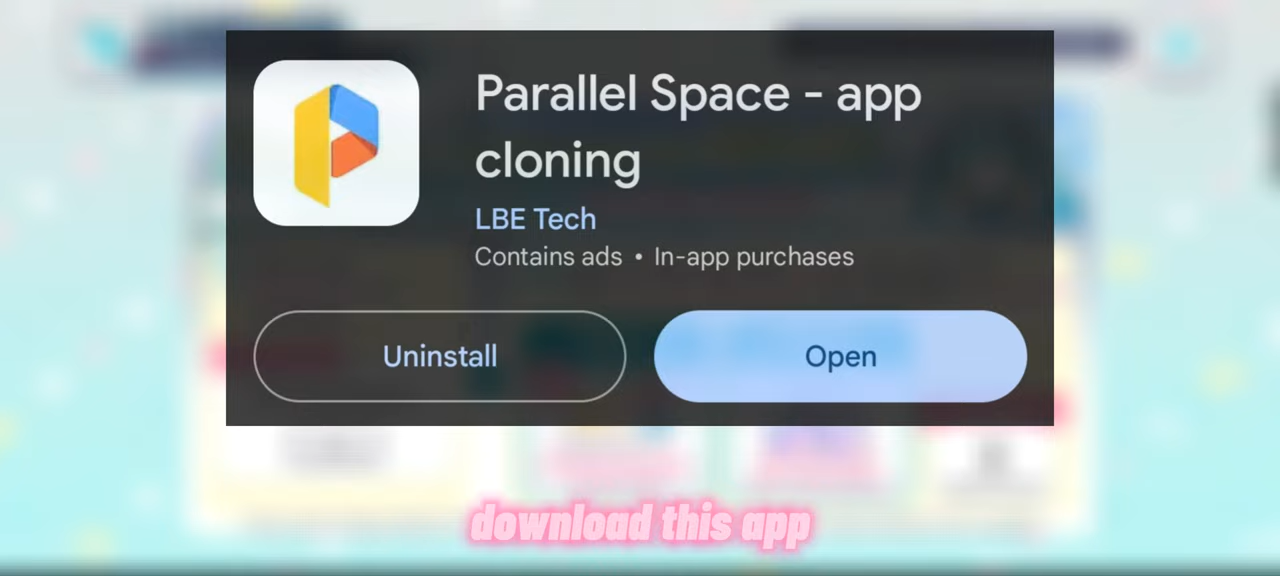 Parallel Space - app
cloning
LBE Tech
Contains ads • In-app purchases
Uninstall
Open
download this app